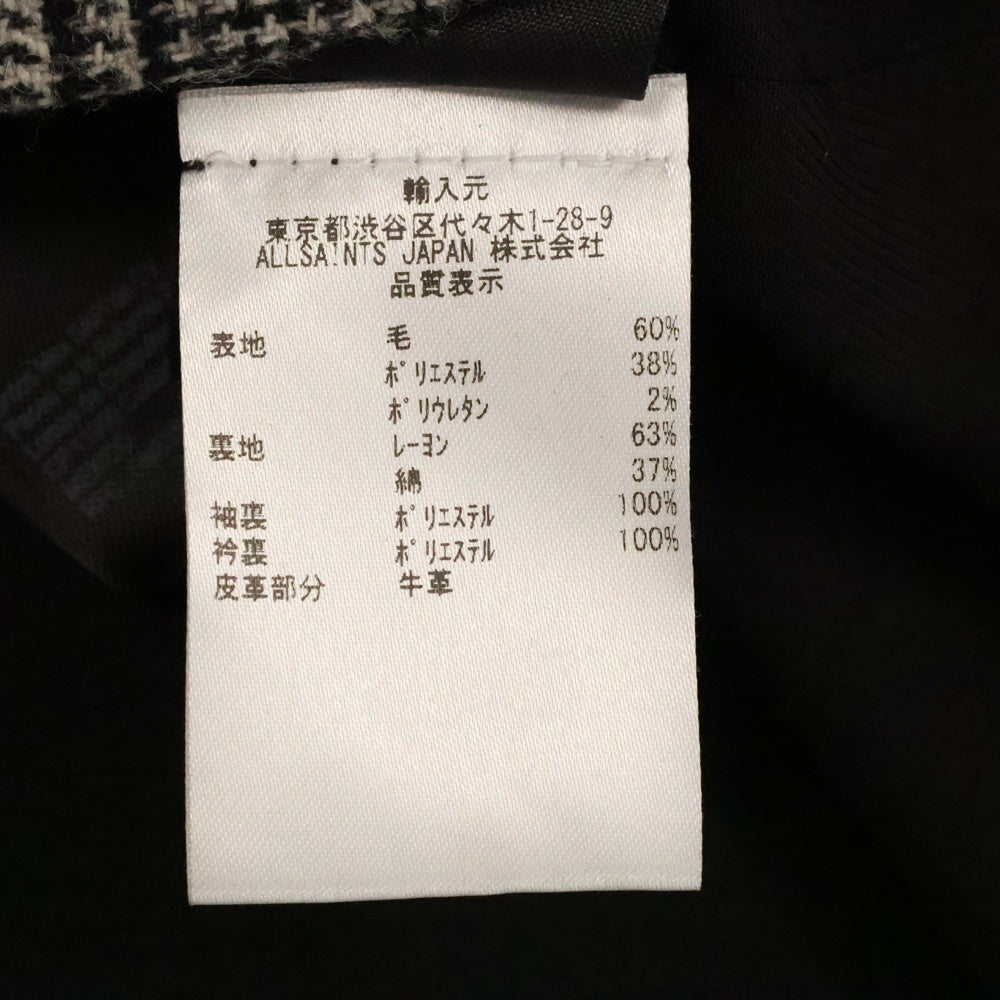 輸入元
東京都渋谷区代々木1-28-9
ALLSAINTS JAPAN 株式会社
品質表示
表地 毛 60%
ポリエステル 38%
ポリウレタン 2%
裏地 レーヨン 63%
綿 37%
袖裏 ポリエステル 100%
衿裏 ポリエステル 100%
皮革部分 牛革